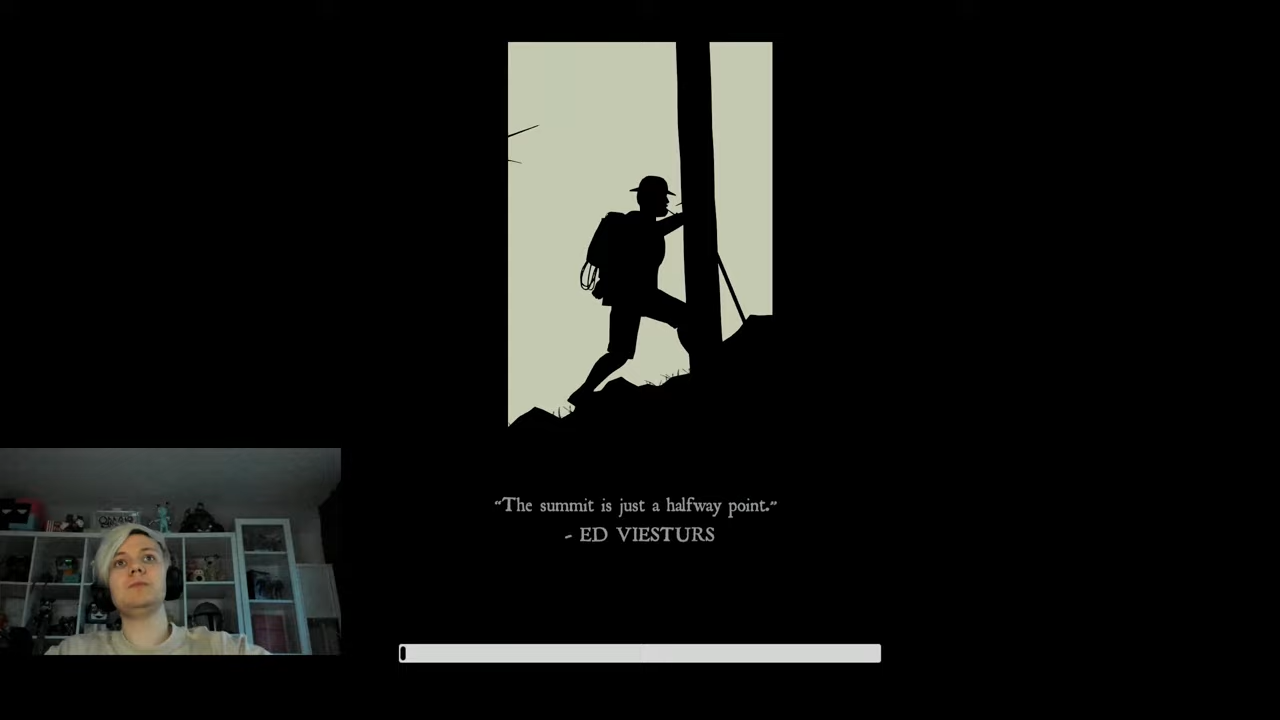 “The summit is just a halfway point.”
- ED VIESTURS